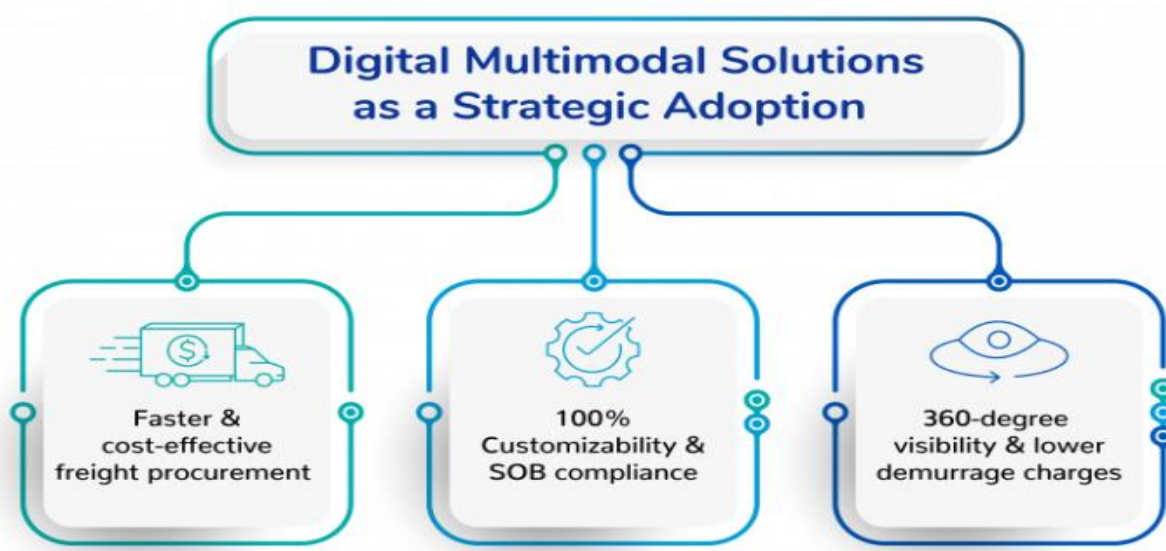 Digital Multimodal Solutions
as a Strategic Adoption
$
Faster &
cost-effective
freight procurement
100%
Customizability &
SOB compliance
360-degree
visibility & lower
demurrage charges